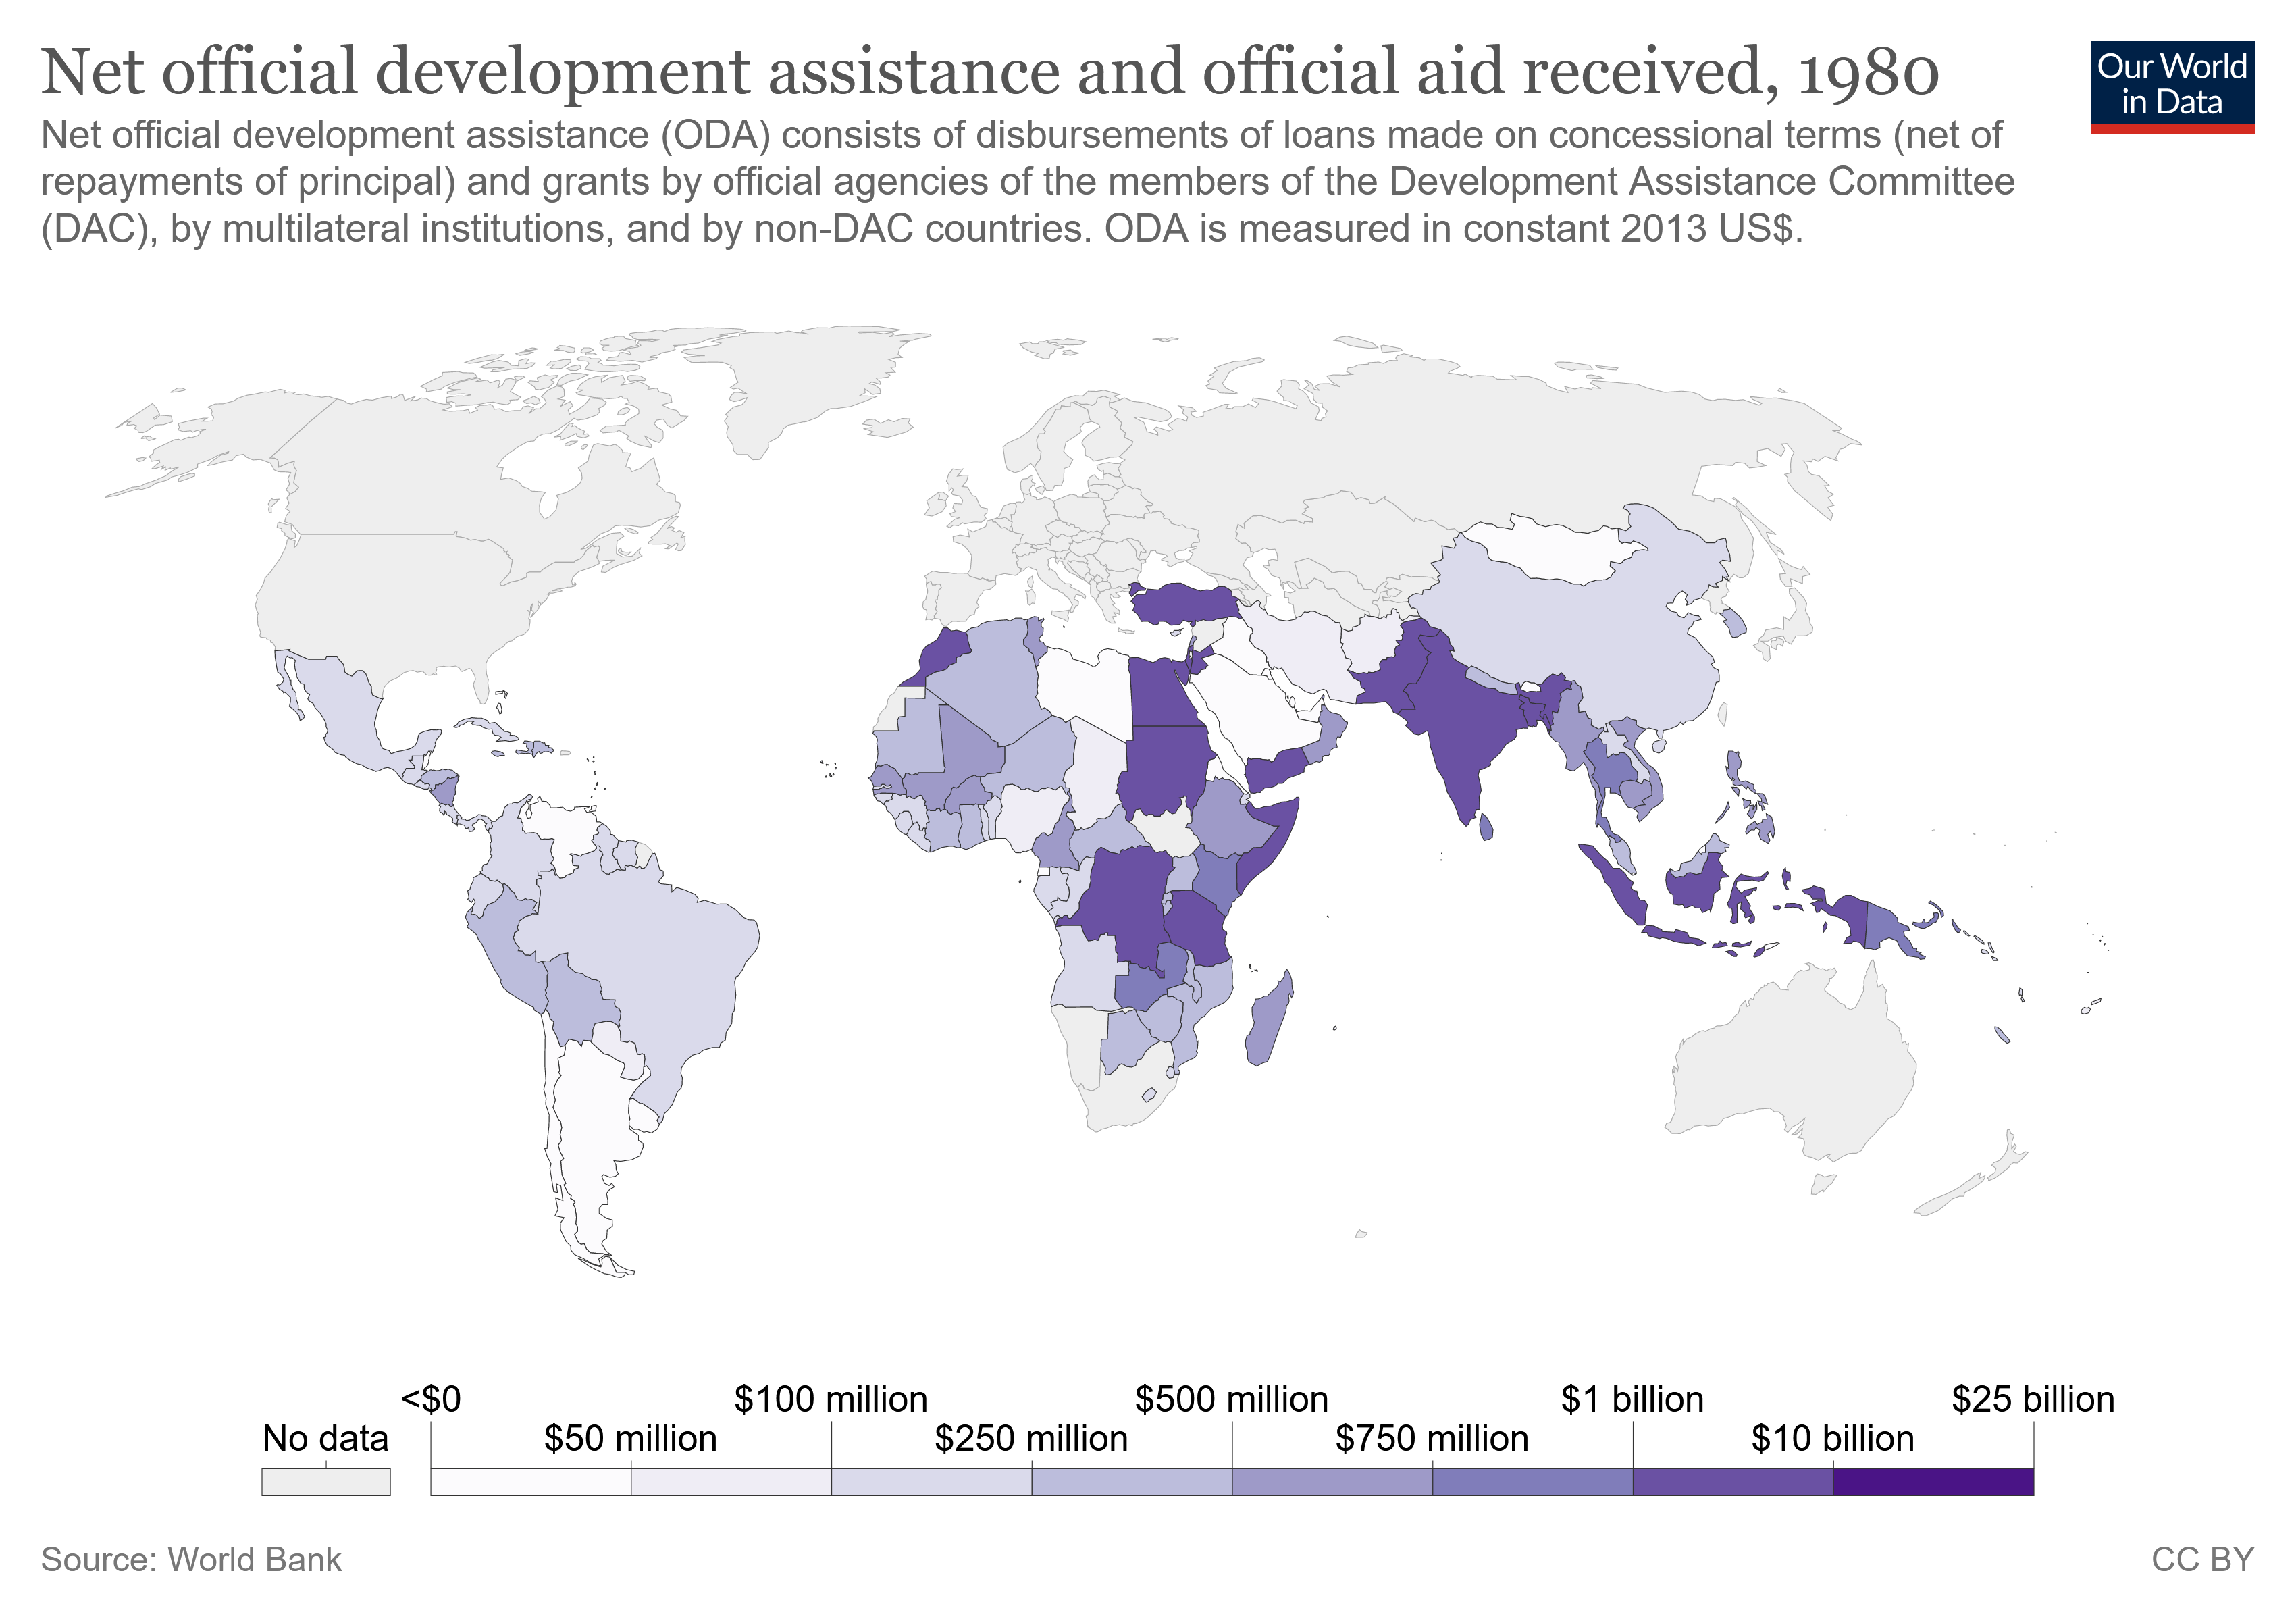 Net official development assistance and official aid received, 1980
Our World
in Data
Net official development assistance (ODA) consists of disbursements of loans made on concessional terms (net of
repayments of principal) and grants by official agencies of the members of the Development Assistance Committee
(DAC), by multilateral institutions, and by non-DAC countries. ODA is measured in constant 2013 US$.
<$0
$100 million
$500 million
$1 billion
$25 billion
No data
$50 million
$250 million
$750 million
$10 billion
Source: World Bank
CC BY